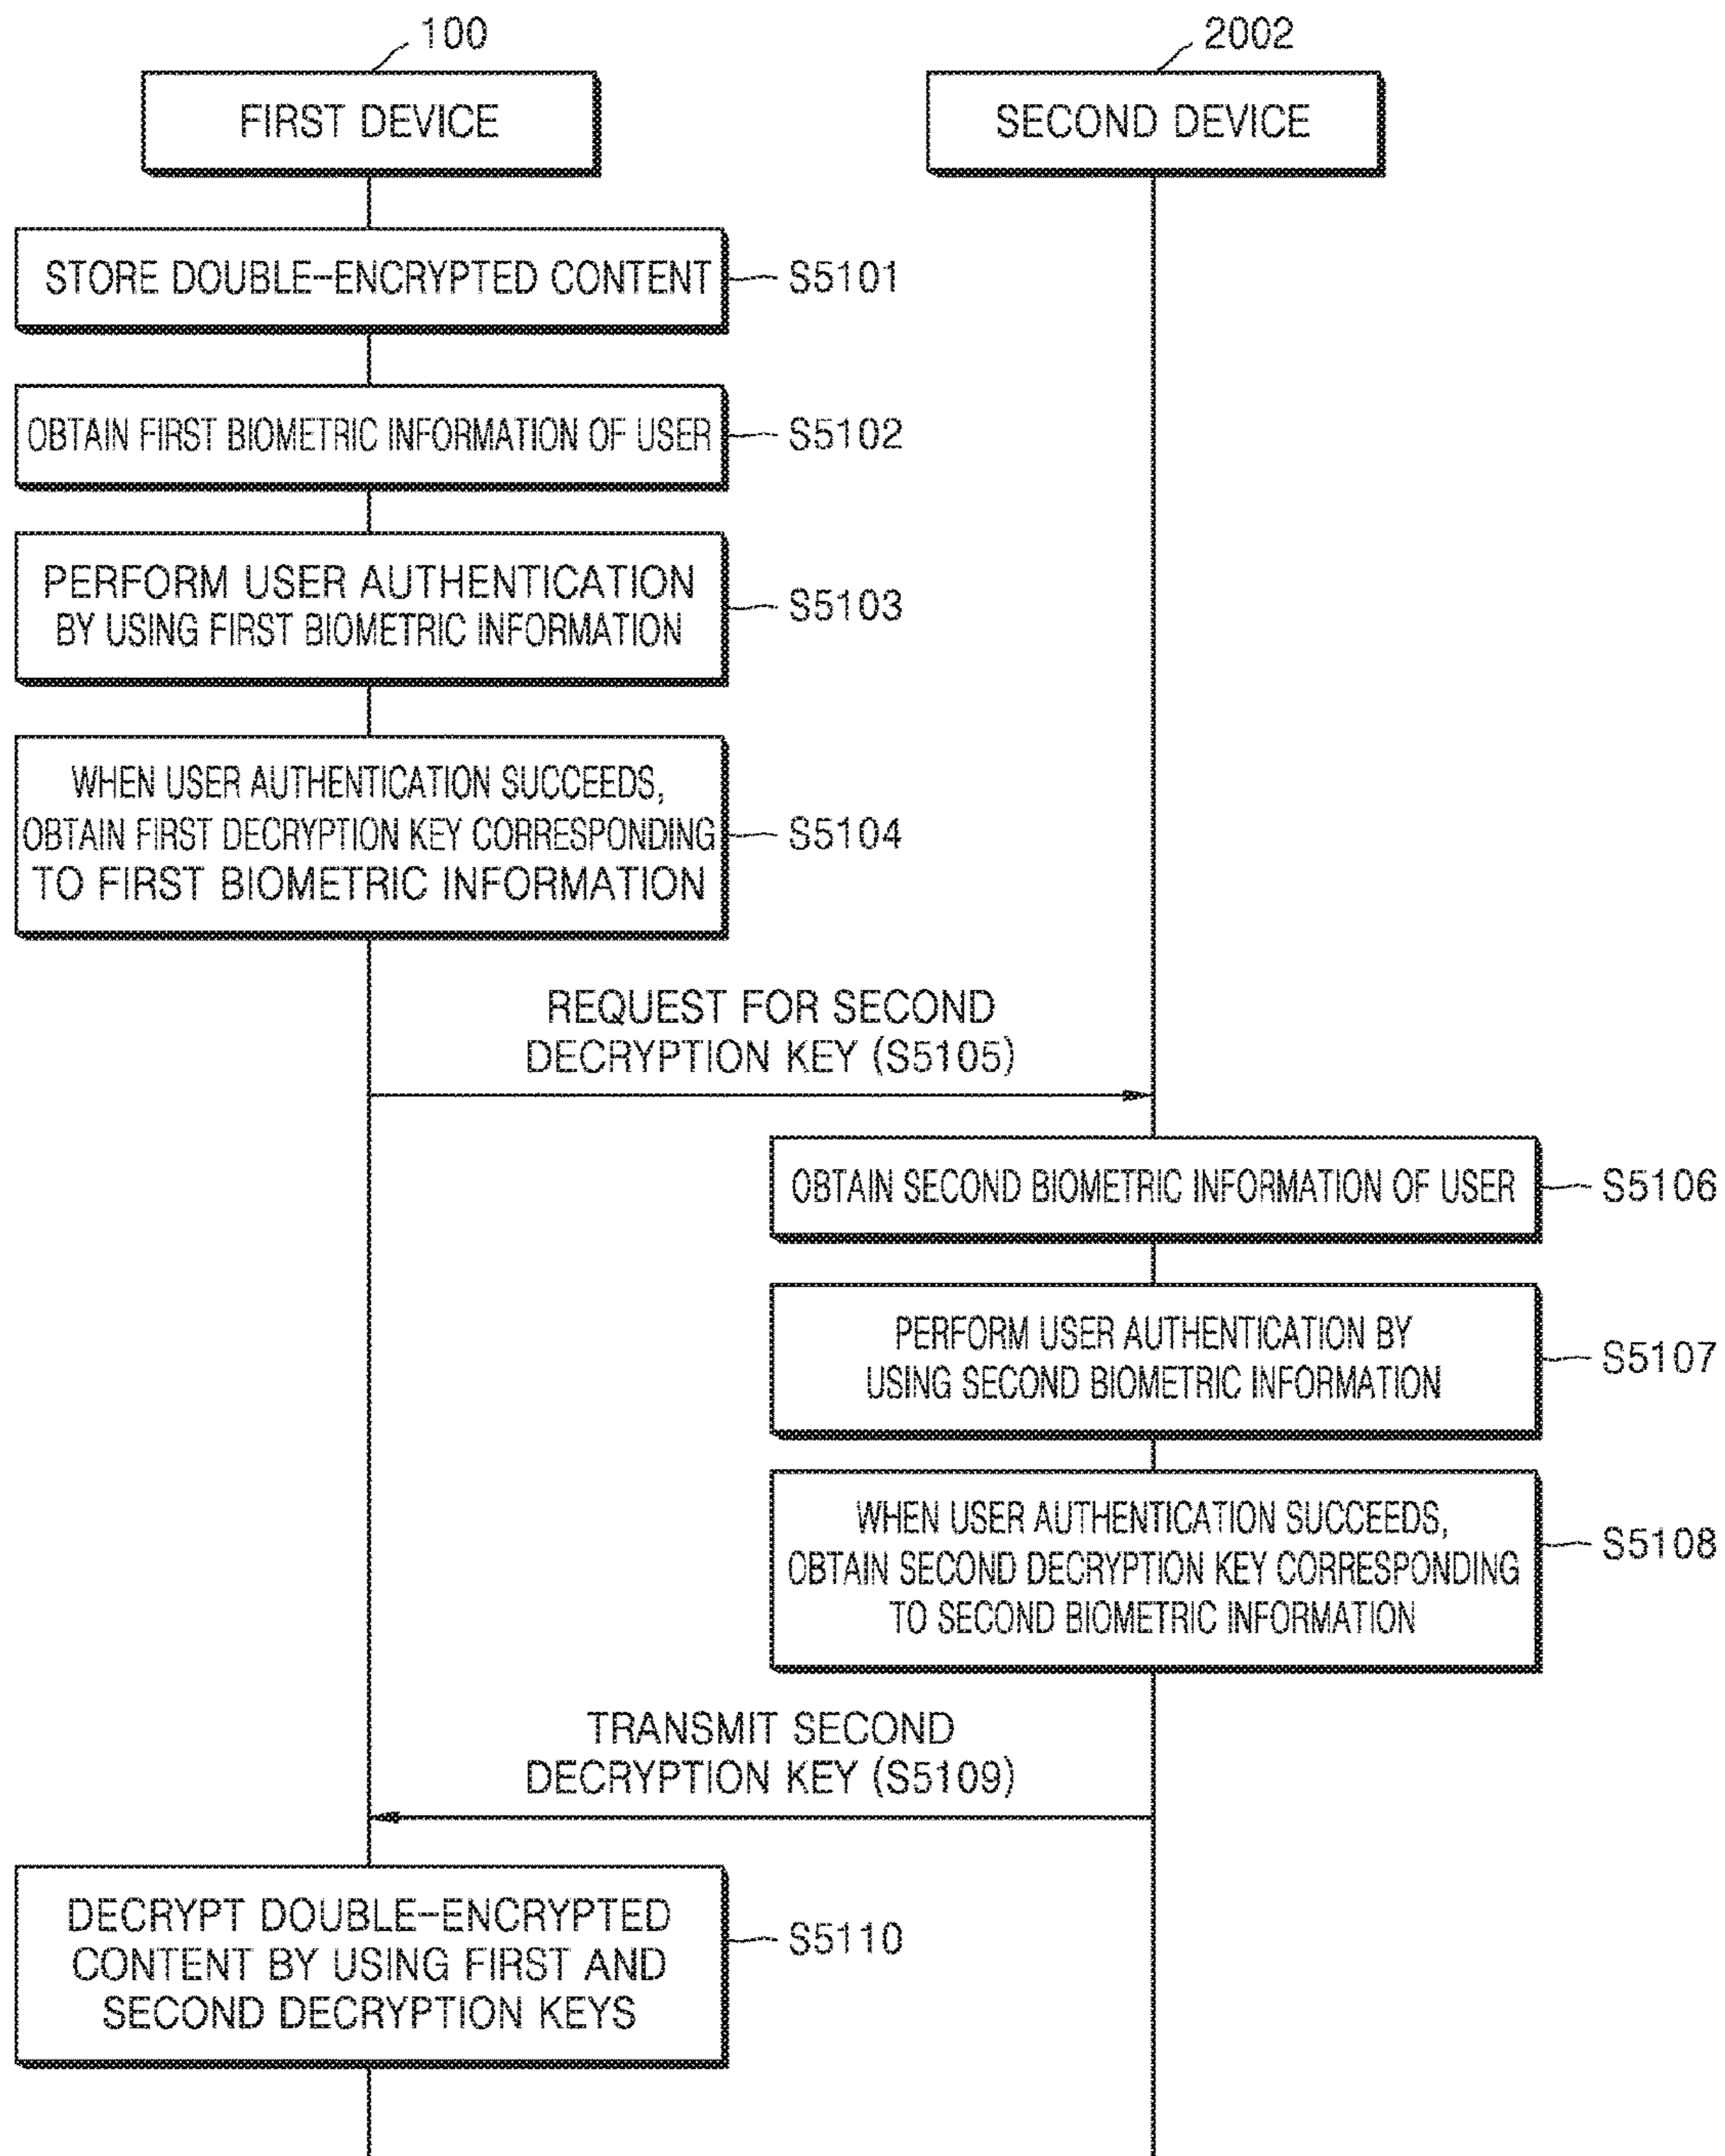 100
2002
FIRST DEVICE
SECOND DEVICE
STORE DOUBLE-ENCRYPTED CONTENT
S5101
OBTAIN FIRST BIOMETRIC INFORMATION OF USER
S5102
PERFORM USER AUTHENTICATION
BY USING FIRST BIOMETRIC INFORMATION
S5103
WHEN USER AUTHENTICATION SUCCEEDS,
OBTAIN FIRST DECRYPTION KEY CORRESPONDING
TO FIRST BIOMETRIC INFORMATION
S5104
REQUEST FOR SECOND
DECRYPTION KEY (S5105)
OBTAIN SECOND BIOMETRIC INFORMATION OF USER
S5106
PERFORM USER AUTHENTICATION BY
USING SECOND BIOMETRIC INFORMATION
S5107
WHEN USER AUTHENTICATION SUCCEEDS,
OBTAIN SECOND DECRYPTION KEY CORRESPONDING
TO SECOND BIOMETRIC INFORMATION
S5108
TRANSMIT SECOND
DECRYPTION KEY (S5109)
DECRYPT DOUBLE-ENCRYPTED
CONTENT BY USING FIRST AND
SECOND DECRYPTION KEYS
S5110